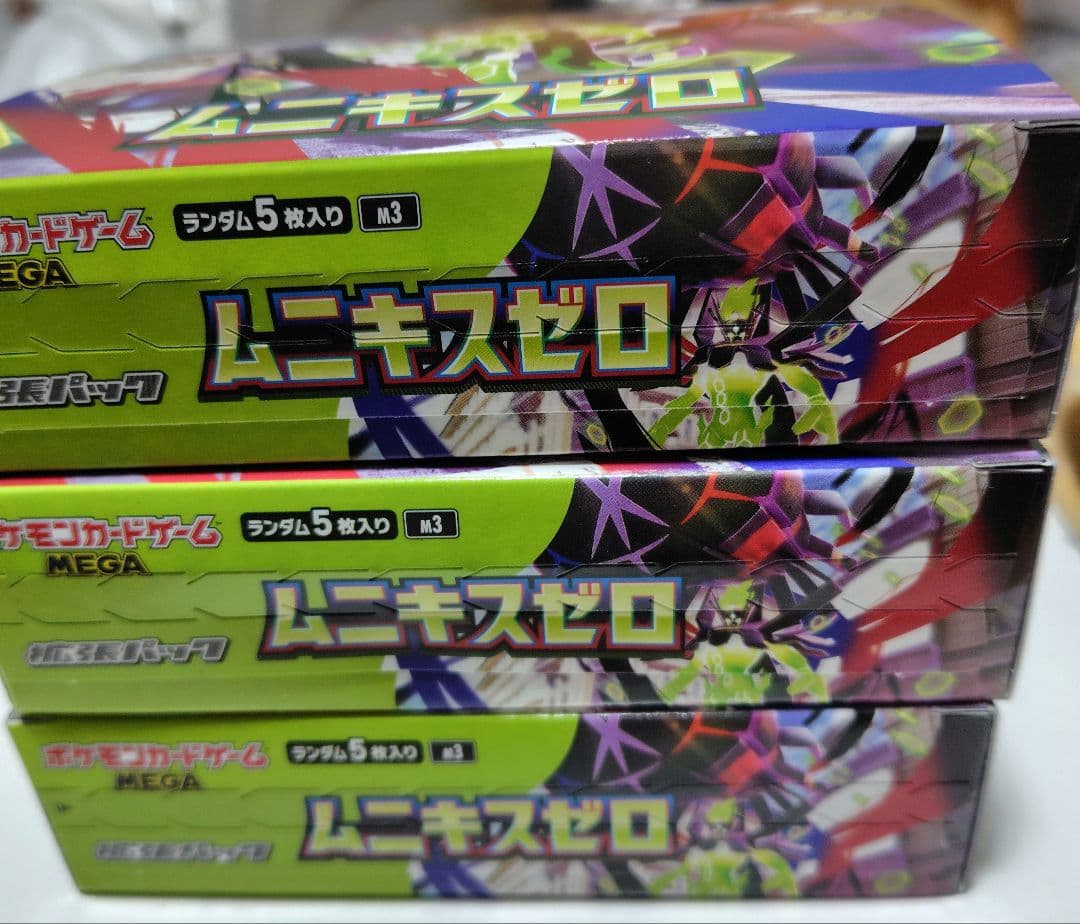 ムニキスゼロ
カードゲーム
MEGA
ランダム5枚入り M3
ムニキスゼロ
張パック
ケモンカードゲーム
MEGA
ランダム5枚入り M3
ムニキスゼロ
拡張パック
ポケモンカードゲーム
MEGA
ランダム5枚入り M3
ムニキスゼロ
拡張パック